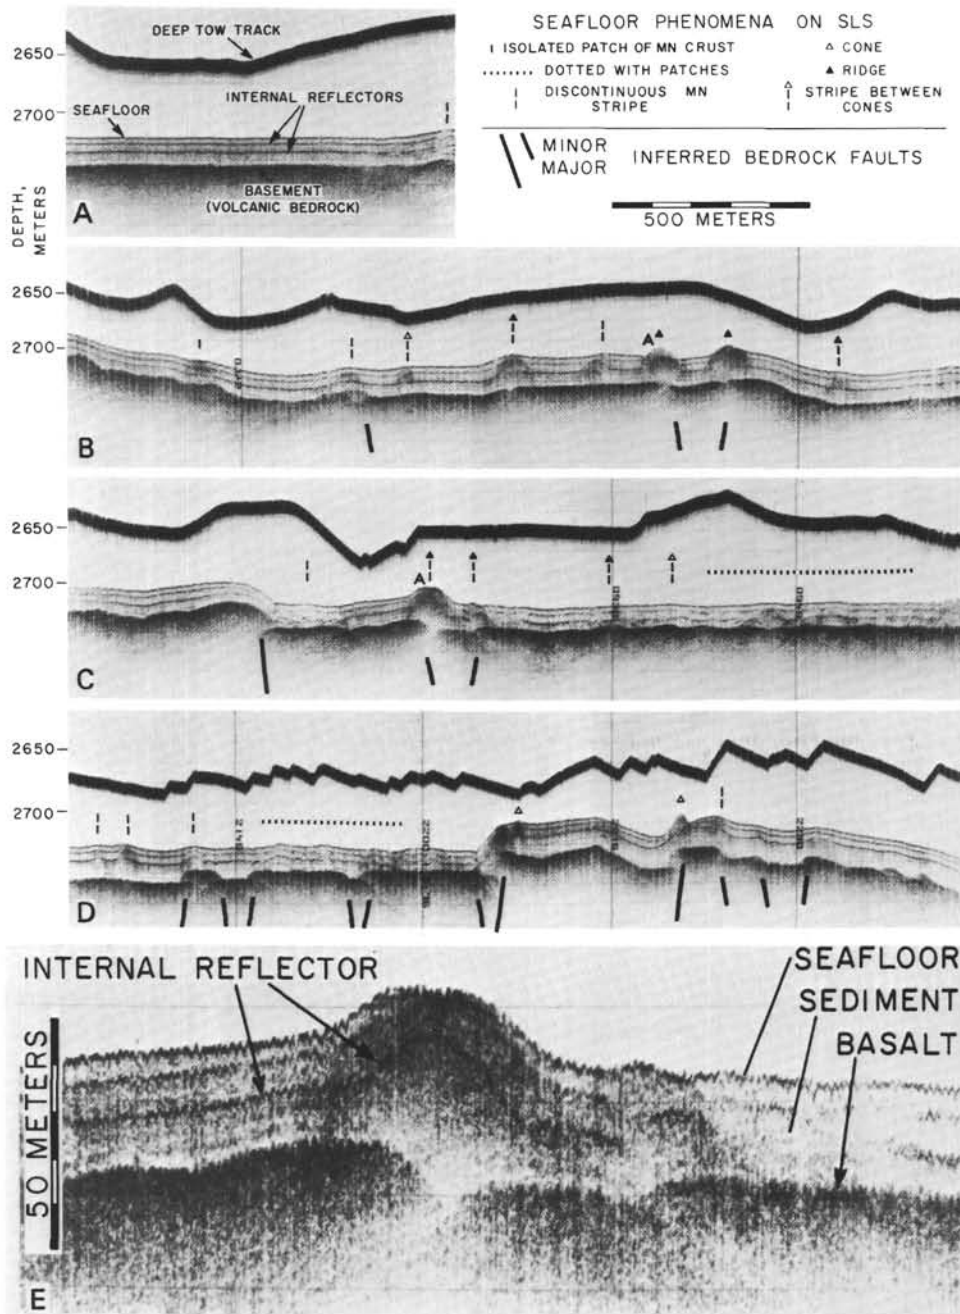 SEAFLOOR PHENOMENA ON SLS
ISOLATED PATCH OF MN CRUST
CONE
DOTTED WITH PATCHES
RIDGE
DISCONTINUOUS MN STRIPE
STRIPE BETWEEN CONES
MINOR
MAJOR
INFERRED BEDROCK FAULTS
500 METERS
DEPTH, METERS
2650
2700
DEEP TOW TRACK
SEAFLOOR
INTERNAL REFLECTORS
BASEMENT
(VOLCANIC BEDROCK)
A
2650
2700
A
B
2650
2700
A
C
2650
2700
D
INTERNAL REFLECTOR
SEAFLOOR
SEDIMENT
BASALT
50 METERS
E